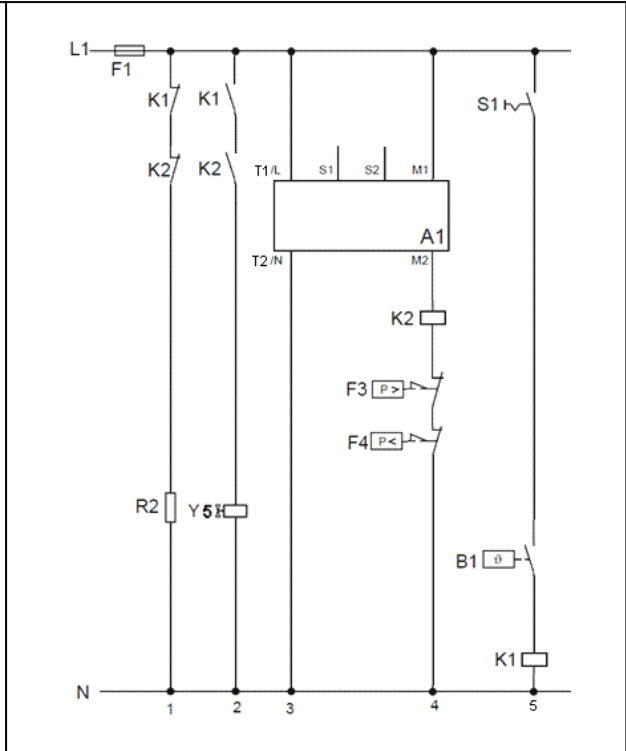 L1
F1
K1 K1 S1
K2 K2 T1/L S1 S2 M1
A1
T2/N M2
K2
F3 P>
F4 P<
R2 Y5
B1 ϑ
K1
N
1 2 3 4 5